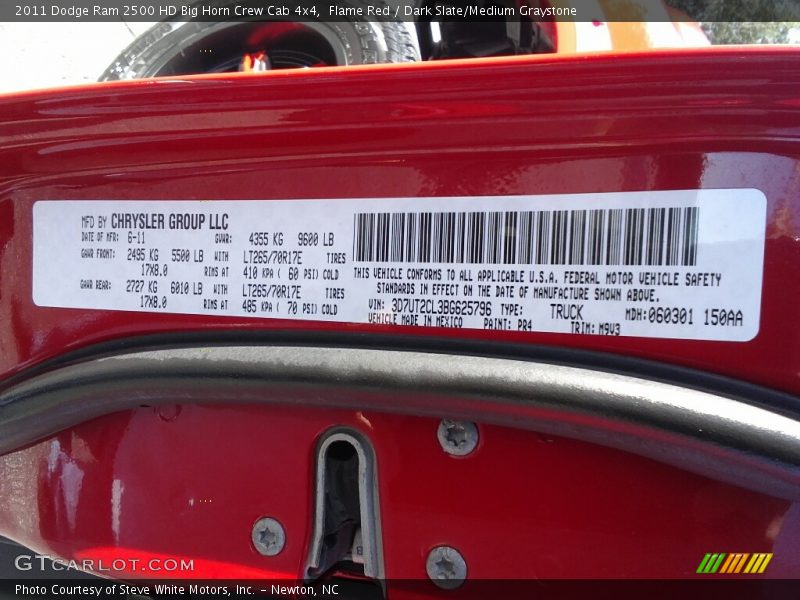 2011 Dodge Ram 2500 HD Big Horn Crew Cab 4x4,  Flame Red / Dark Slate/Medium Graystone
MFD BY CHRYSLER GROUP LLC
DATE OF MFR: 6-11 GVWR: 4355 KG 9600 LB
GAWR FRONT: 2495 KG 5500 LB WITH LT265/70R17E TIRES
17X8.0 RIMS AT 410 KPA ( 60 PSI) COLD
GAWR REAR: 2727 KG 6010 LB WITH LT265/70R17E TIRES
17X8.0 RIMS AT 485 KPA ( 70 PSI) COLD
THIS VEHICLE CONFORMS TO ALL APPLICABLE U.S.A. FEDERAL MOTOR VEHICLE SAFETY
STANDARDS IN EFFECT ON THE DATE OF MANUFACTURE SHOWN ABOVE.
VIN: 3D7UT2CL3BG625796 TYPE: TRUCK MDH: 060301 150AA
VEHICLE MADE IN MEXICO PAINT: PR4 TRIM: M9V3
GTcarlot.com
Photo Courtesy of Steve White Motors, Inc. – Newton, NC